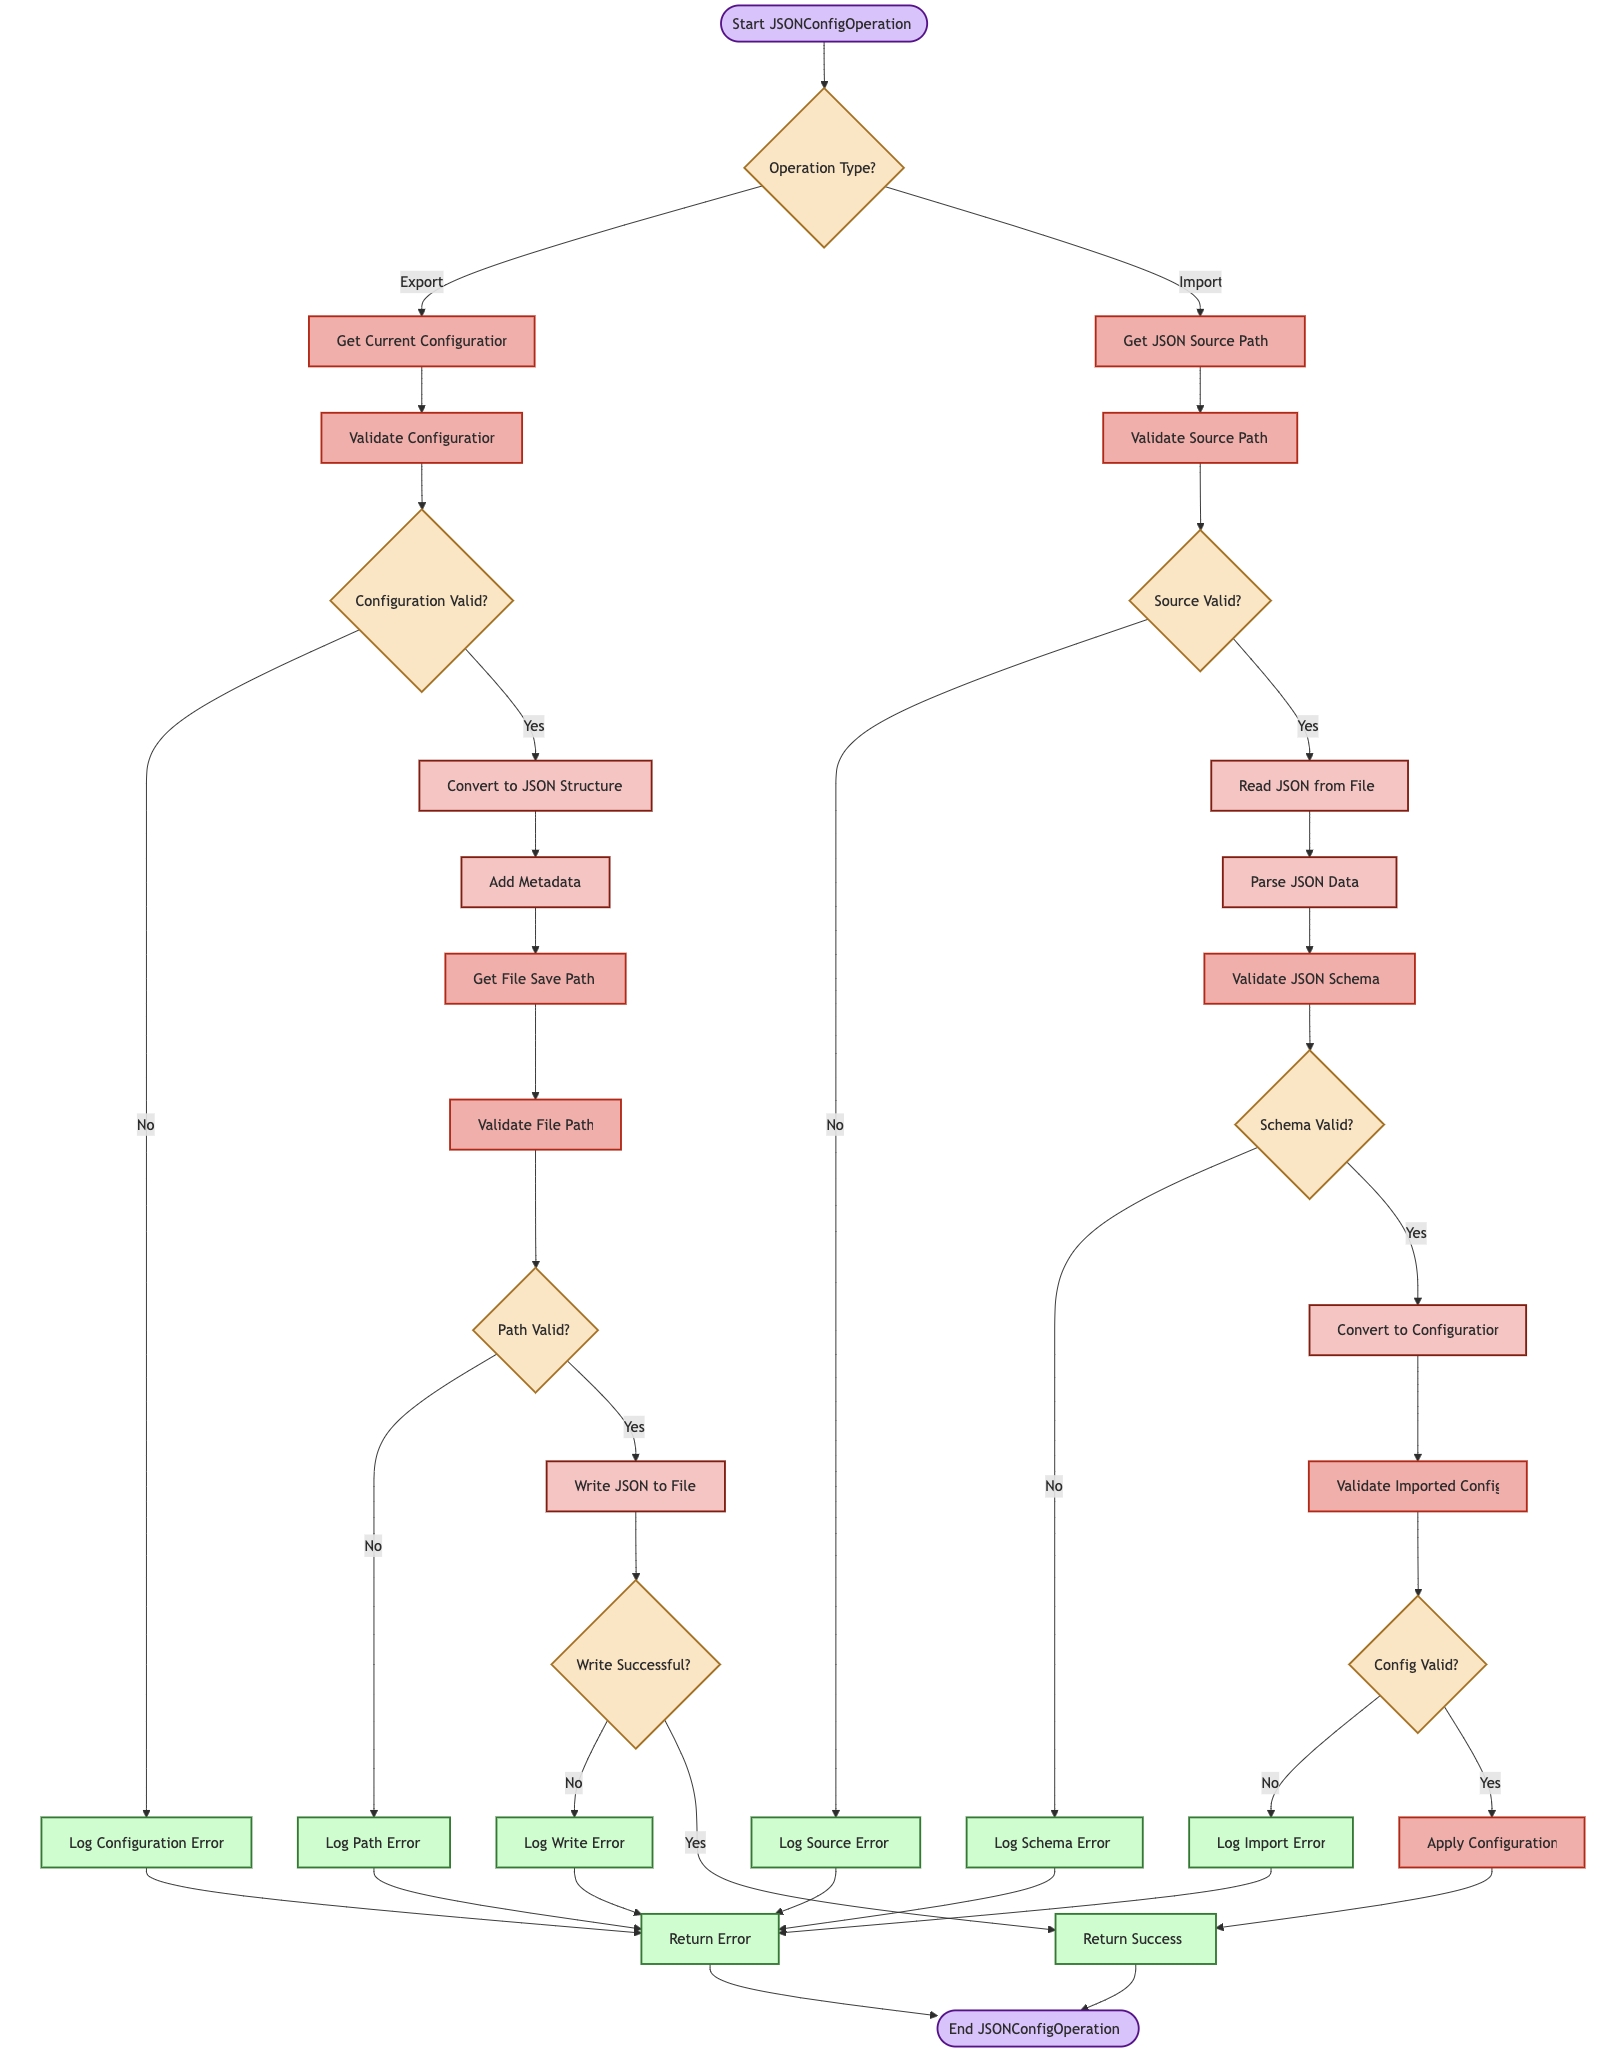 Start JSONConfigOperation
Operation Type?
Export
Import
Get Current Configuration
Get JSON Source Path
Validate Configuration
Validate Source Path
Configuration Valid?
Source Valid?
Yes
Yes
Convert to JSON Structure
Read JSON from File
Add Metadata
Parse JSON Data
Get File Save Path
Validate JSON Schema
No
Validate File Path
No
Schema Valid?
Yes
Path Valid?
Convert to Configuration
Yes
Write JSON to File
No
Validate Imported Config
No
Write Successful?
Config Valid?
No
No
Yes
Log Configuration Error
Log Path Error
Log Write Error
Yes
Log Source Error
Log Schema Error
Log Import Error
Apply Configuration
Return Error
Return Success
End JSONConfigOperation